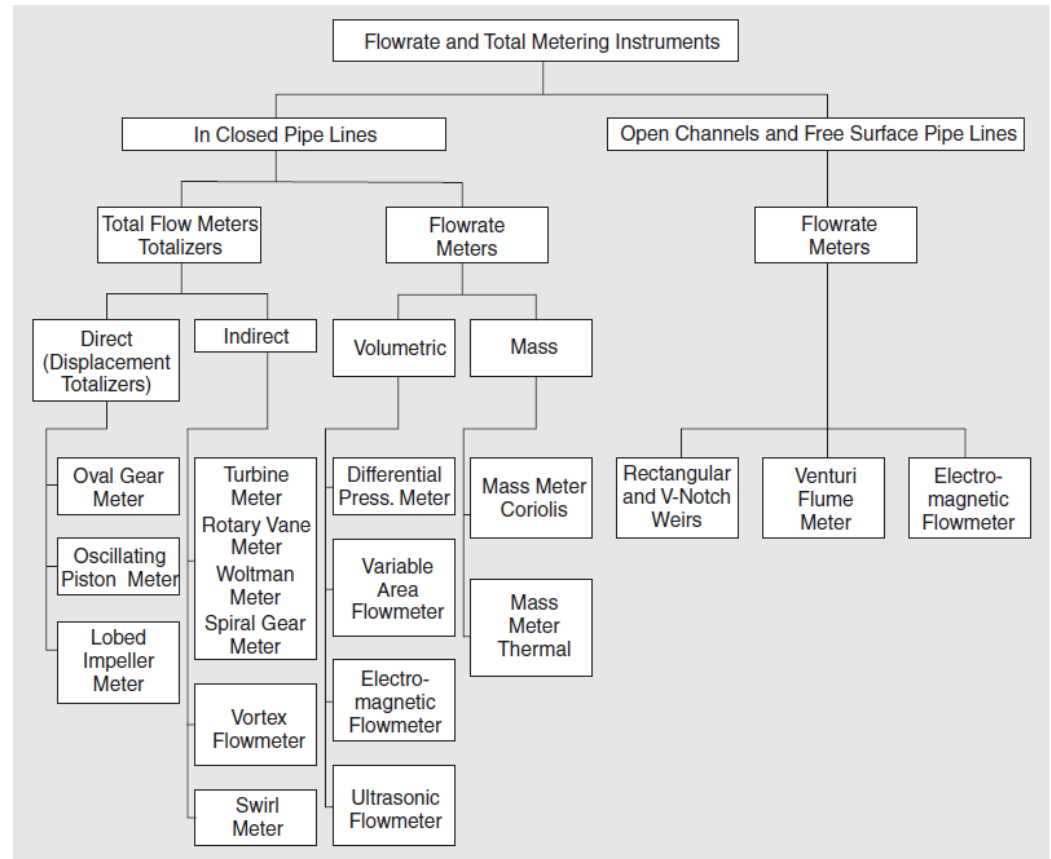 Flowrate and Total Metering Instruments
In Closed Pipe Lines
Open Channels and Free Surface Pipe Lines
Total Flow Meters
Totalizers
Flowrate
Meters
Flowrate
Meters
Direct
(Displacement
Totalizers)
Indirect
Volumetric
Mass
Oval Gear
Meter
Oscillating
Piston Meter
Lobed
Impeller
Meter
Turbine
Meter
Rotary Vane
Meter
Woltman
Meter
Spiral Gear
Meter
Vortex
Flowmeter
Swirl
Meter
Differential
Press. Meter
Variable
Area
Flowmeter
Electro-
magnetic
Flowmeter
Ultrasonic
Flowmeter
Mass Meter
Coriolis
Mass
Meter
Thermal
Rectangular
and V-Notch
Weirs
Venturi
Flume
Meter
Electro-
magnetic
Flowmeter